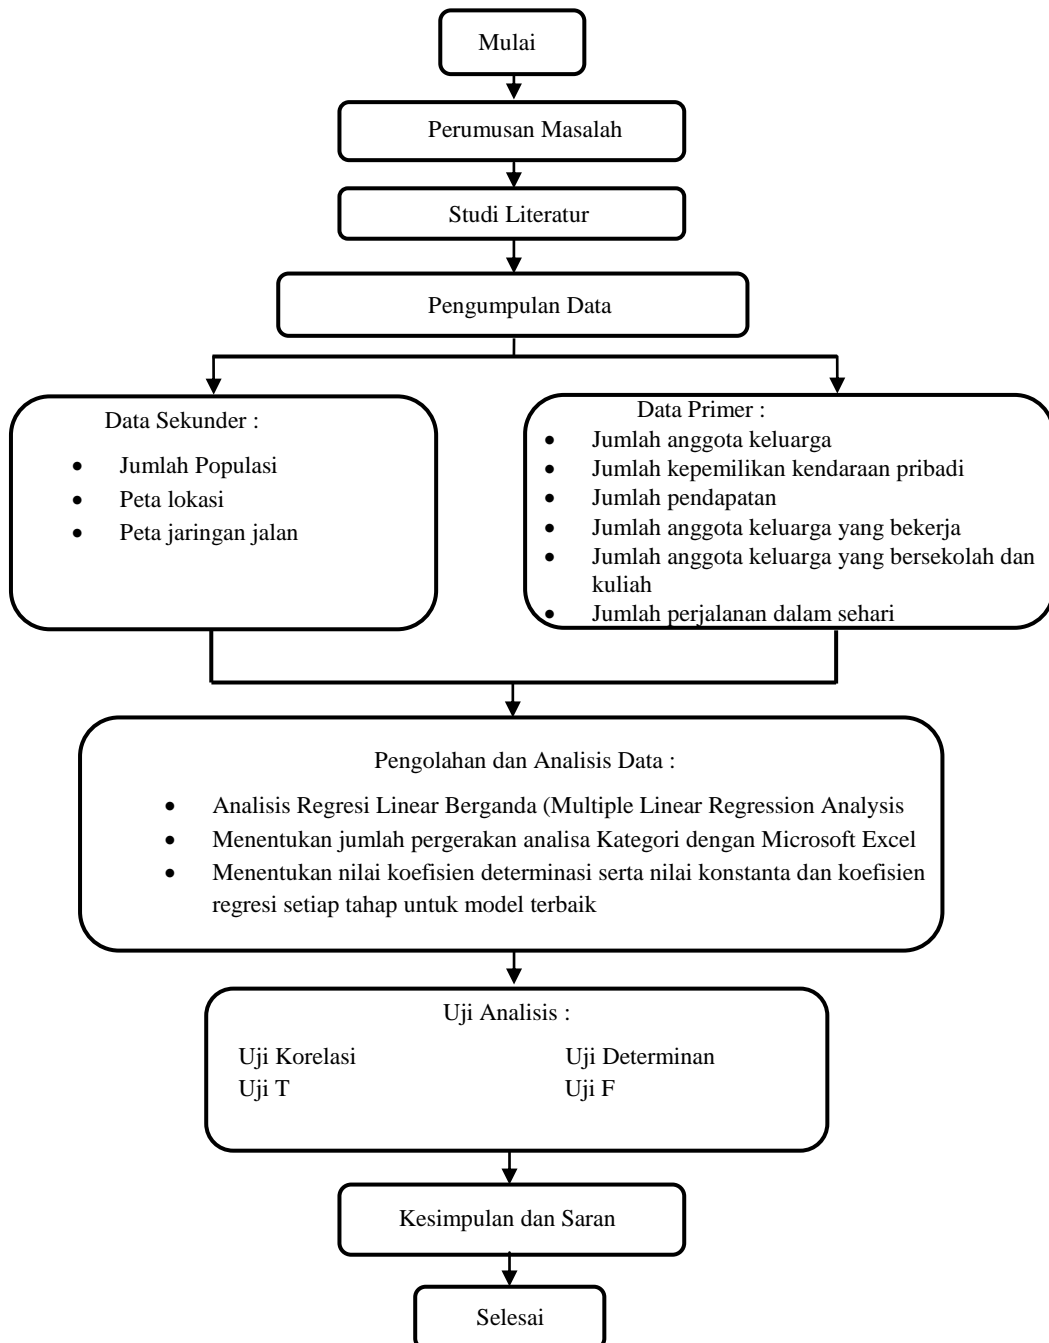 Mulai
Perumusan Masalah
Studi Literatur
Pengumpulan Data
Data Sekunder :
• Jumlah Populasi
• Peta lokasi
• Peta jaringan jalan
Data Primer :
• Jumlah anggota keluarga
• Jumlah kepemilikan kendaraan pribadi
• Jumlah pendapatan
• Jumlah anggota keluarga yang bekerja
• Jumlah anggota keluarga yang bersekolah dan
kuliah
• Jumlah perjalanan dalam sehari
Pengolahan dan Analisis Data :
• Analisis Regresi Linear Berganda (Multiple Linear Regression Analysis
• Menentukan jumlah pergerakan analisa Kategori dengan Microsoft Excel
• Menentukan nilai koefisien determinasi serta nilai konstanta dan koefisien
regresi setiap tahap untuk model terbaik
Uji Analisis :
Uji Korelasi Uji Determinan
Uji T Uji F
Kesimpulan dan Saran
Selesai